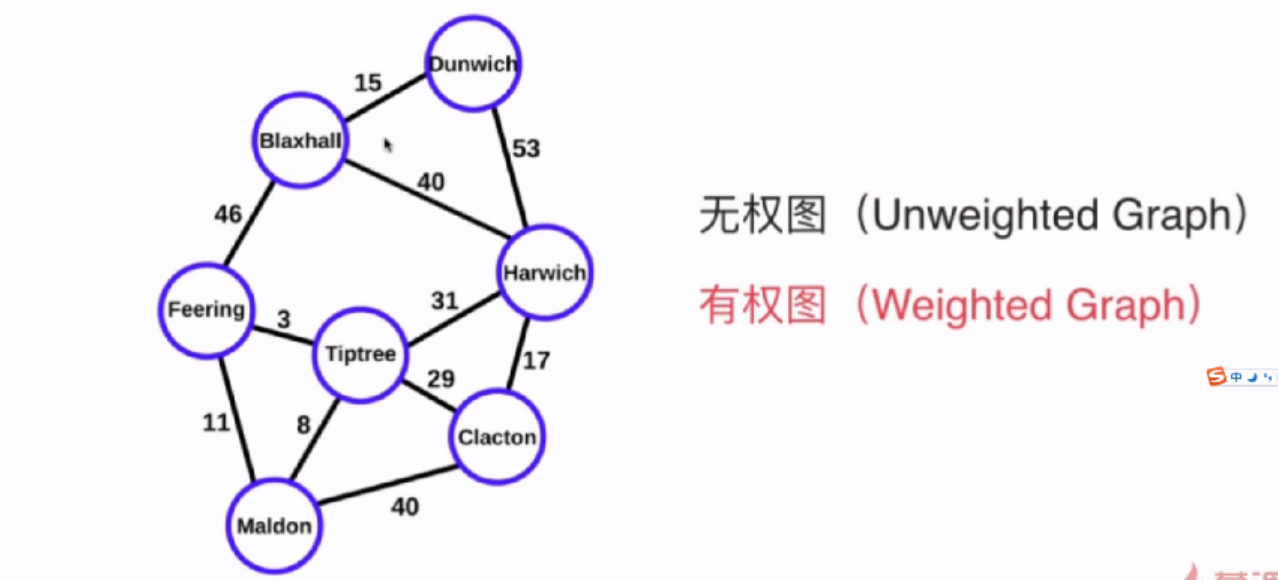 Dunwich
15
Blaxhall
53
40
46
Harwich
31
Feering
3
Tiptree
17
29
11
8
Clacton
40
Maldon
无权图（Unweighted Graph）
有权图（Weighted Graph）
中